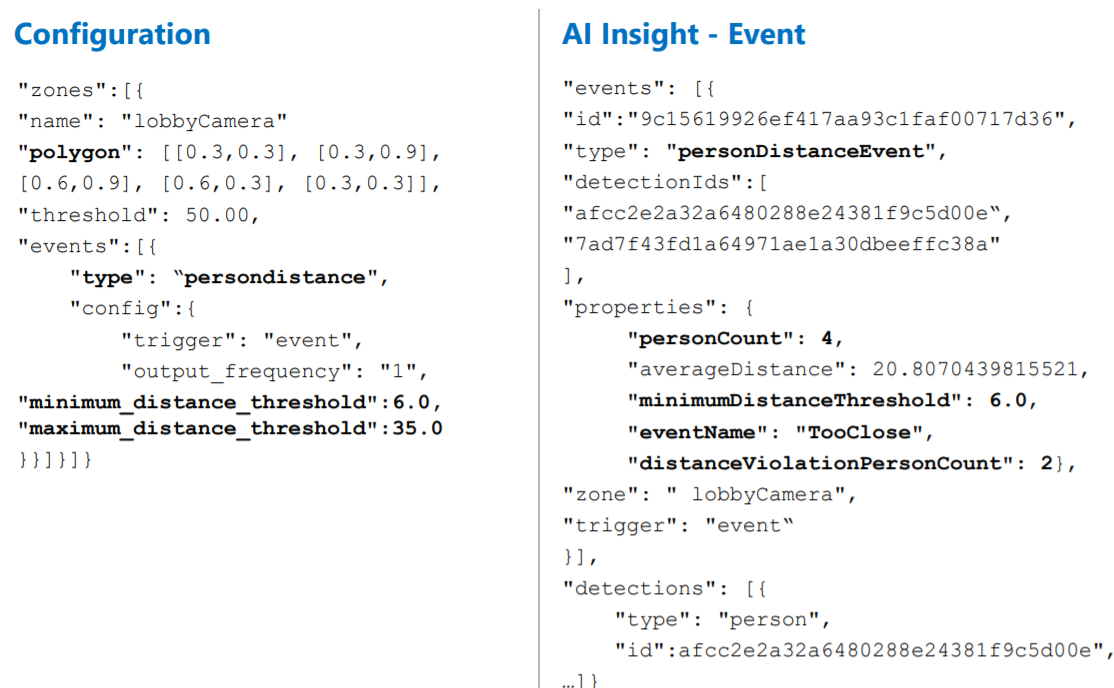 Configuration
"zones":[{
"name": "lobbyCamera"
"polygon": [[0.3,0.3], [0.3,0.9],
[0.6,0.9], [0.6,0.3], [0.3,0.3]],
"threshold": 50.00,
"events":[{
"type": “persondistance",
"config":{
"trigger": "event",
"output_frequency": "1",
"minimum_distance_threshold":6.0,
"maximum_distance_threshold":35.0
}}]}]}
AI Insight - Event
"events": [{
"id":"9c15619926ef417aa93c1faf00717d36",
"type": "personDistanceEvent",
"detectionIds":[
"afcc2e2a32a6480288e24381f9c5d00e“,
"7ad7f43fd1a64971ae1a30dbeeffc38a"
],
"properties": {
"personCount": 4,
"averageDistance": 20.8070439815521,
"minimumDistanceThreshold": 6.0,
"eventName": "TooClose",
"distanceViolationPersonCount": 2},
"zone": " lobbyCamera",
"trigger": "event“
}],
"detections": [{
"type": "person",
"id":afcc2e2a32a6480288e24381f9c5d00e",
…]}